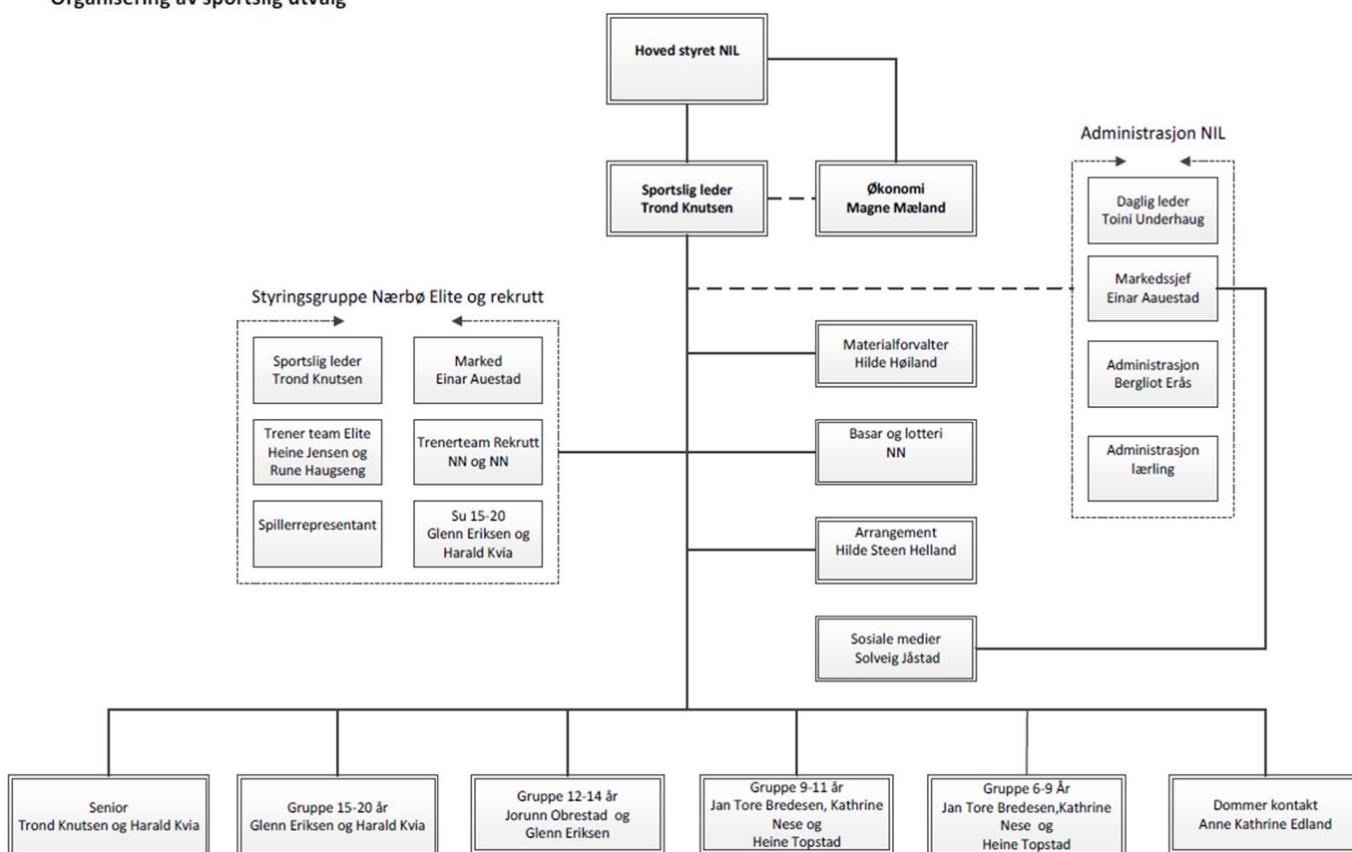 Organisering av sportslig utvalg
Hoved styret NIL
Administrasjon NIL
Sportslig leder
Trond Knutsen
Økonomi
Magne Mæland
Daglig leder
Toini Underhaug
Markedssjef
Einar Aauestad
Administrasjon
Bergliot Erås
Administrasjon
lærling
Styringsgruppe Nærbø Elite og rekrutt
Sportslig leder
Trond Knutsen
Marked
Einar Auestad
Trener team Elite
Heine Jensen og
Rune Haugseng
Trenerteam Rekrutt
NN og NN
Spillerrepresentant
Su 15-20
Glenn Eriksen og
Harald Kvia
Materialforvalter
Hilde Høiland
Basar og lotteri
NN
Arrangement
Hilde Steen Helland
Sosiale medier
Solveig Jåstad
Senior
Trond Knutsen og Harald Kvia
Gruppe 15-20 år
Glenn Eriksen og Harald Kvia
Gruppe 12-14 år
Jorunn Obrestad og
Glenn Eriksen
Gruppe 9-11 år
Jan Tore Bredesen, Kathrine
Nese og
Heine Topstad
Gruppe 6-9 År
Jan Tore Bredesen,Kathrine
Nese og
Heine Topstad
Dommer kontakt
Anne Kathrine Edland